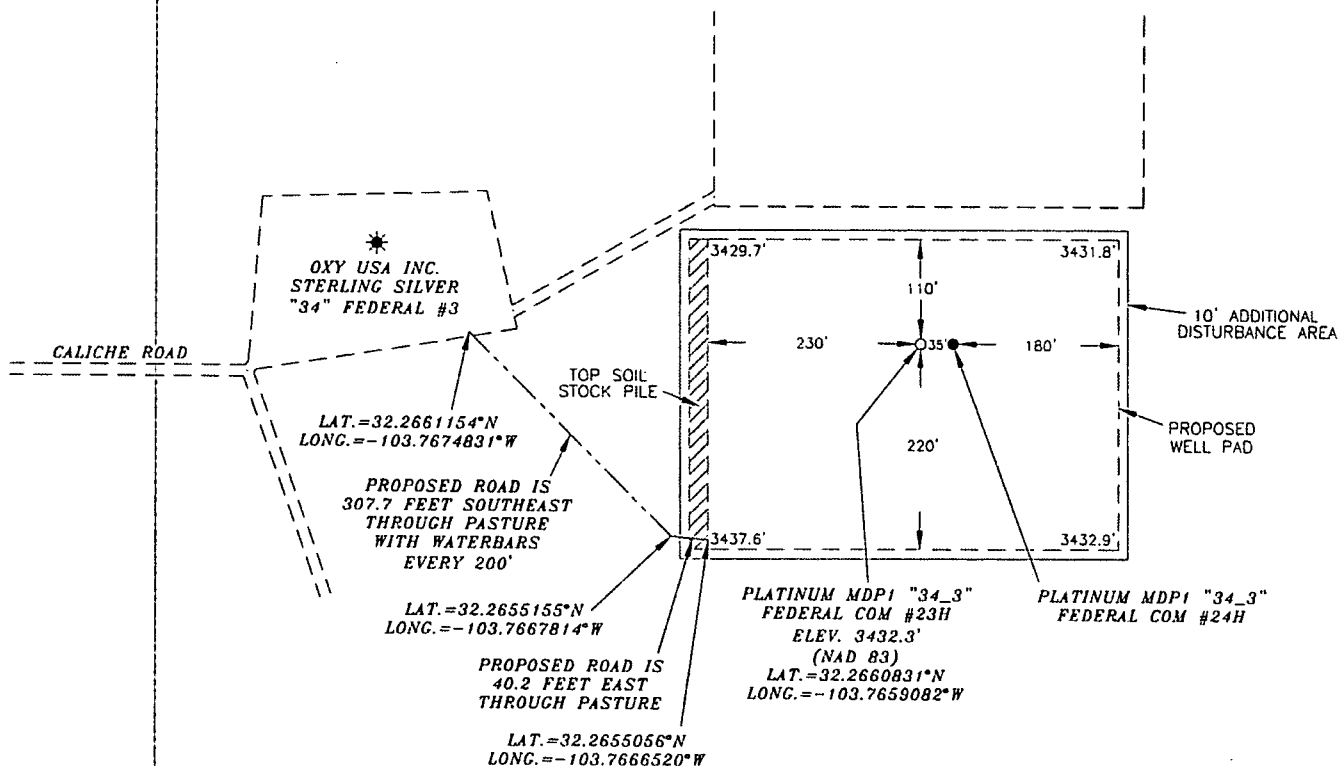 OXY USA INC.
STERLING SILVER
"34" FEDERAL #3
CALICHE ROAD
LAT.=32.2661154°N
LONG.=-103.7674831°W
PROPOSED ROAD IS
307.7 FEET SOUTHEAST
THROUGH PASTURE
WITH WATERBARS
EVERY 200'
LAT.=32.2655155°N
LONG.=-103.7667814°W
PROPOSED ROAD IS
40.2 FEET EAST
THROUGH PASTURE
LAT.=32.2655056°N
LONG.=-103.7666520°W
TOP SOIL
STOCK PILE
3429.7'
3431.8'
110'
230'
35'
180'
220'
3437.6'
3432.9'
10' ADDITIONAL
DISTURBANCE AREA
PROPOSED
WELL PAD
PLATINUM MDP1 "34_3"
FEDERAL COM #23H
ELEV. 3432.3'
(NAD 83)
LAT.=32.2660831°N
LONG.=-103.7659082°W
PLATINUM MDP1 "34_3"
FEDERAL COM #24H